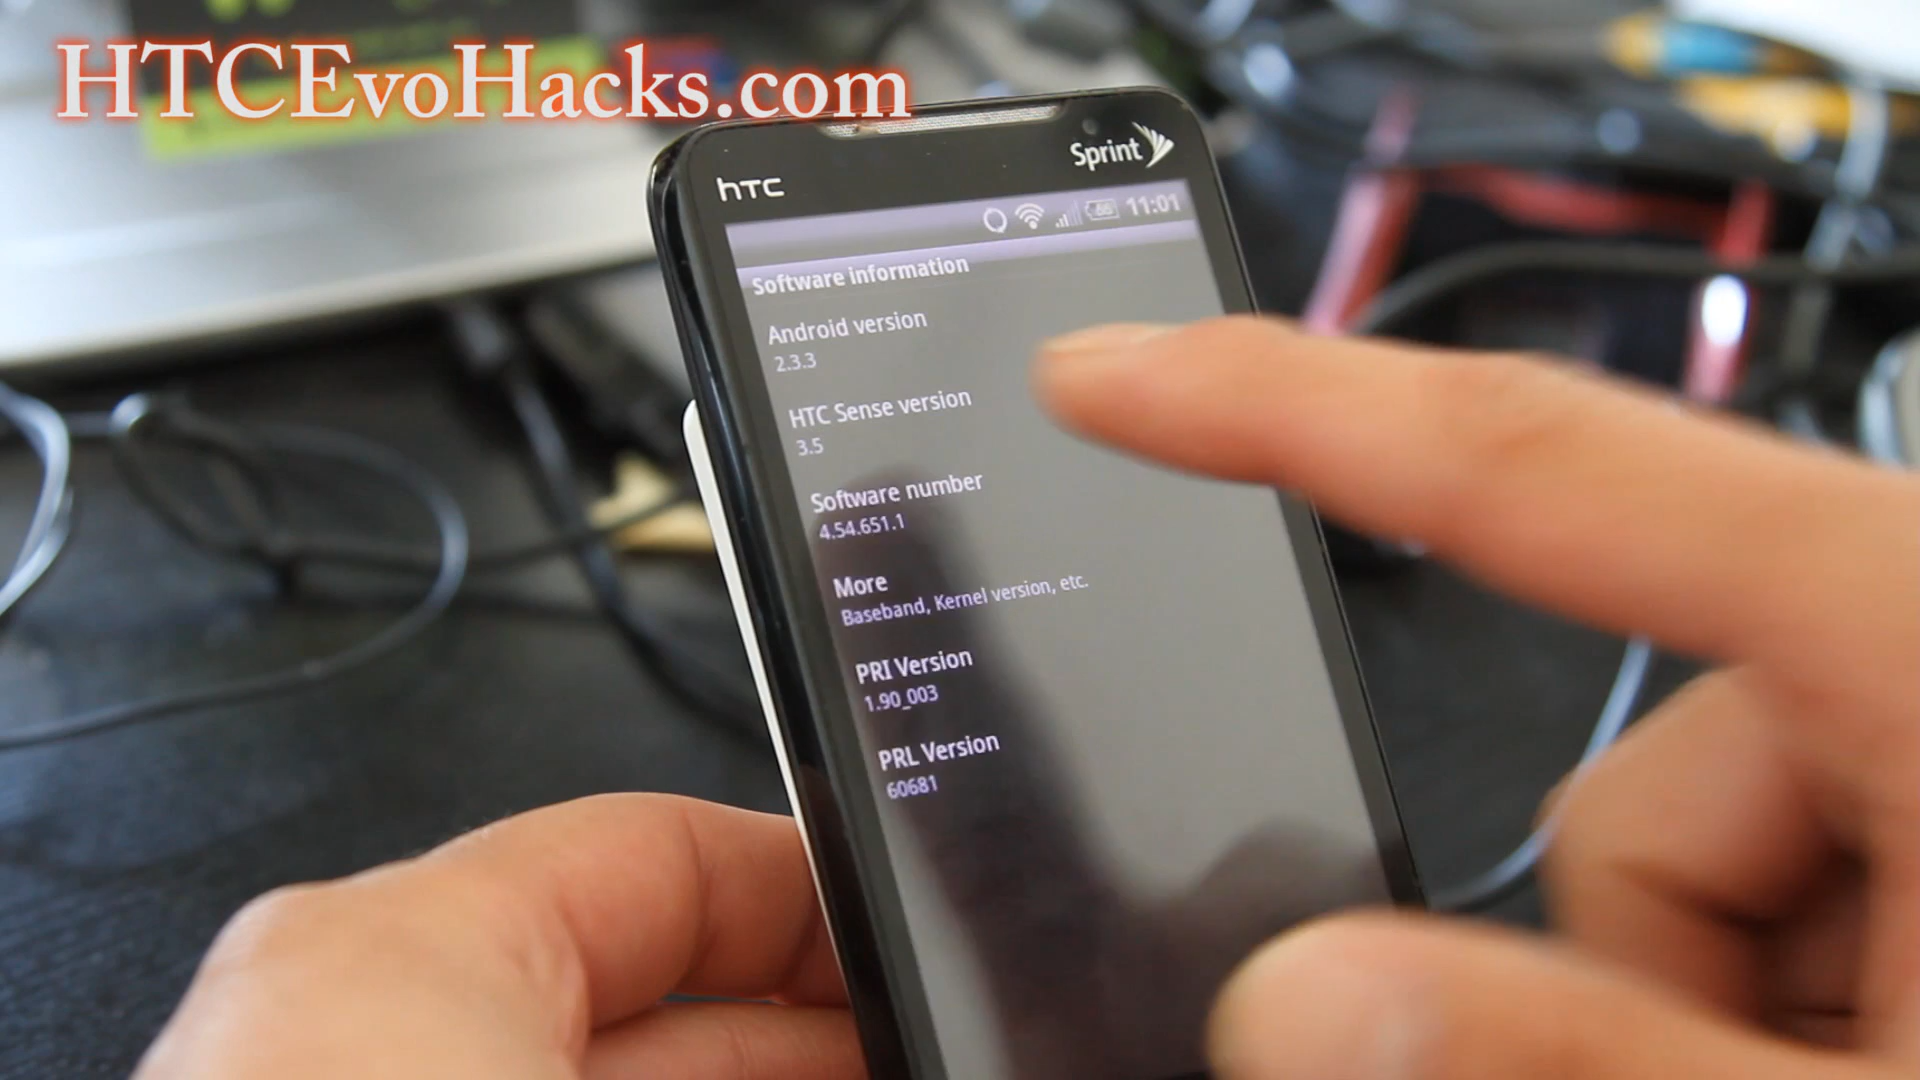 HTCEvoHacks.com
Sprint
hTC
11:01
Software information
Android version
2.3.3
HTC Sense version
3.5
Software number
4.54.651.1
More
Baseband, Kernel version, etc.
PRI Version
1.90_003
PRL Version
60681